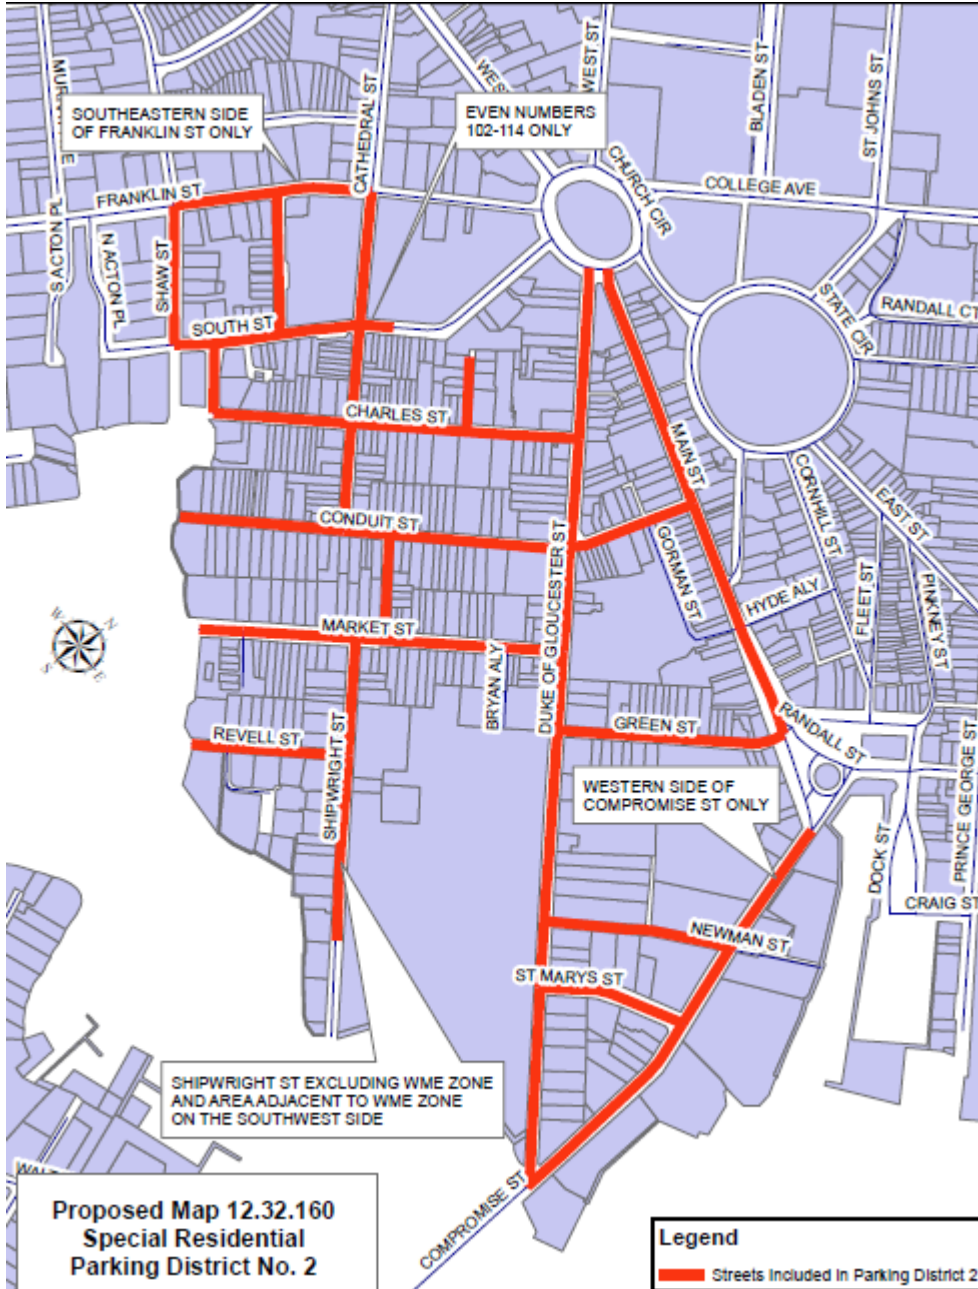 WEST ST
BLADEN ST
ST JOHNS ST
CATHEDRAL ST
SOUTHEASTERN SIDE
OF FRANKLIN ST ONLY
EVEN NUMBERS
102-114 ONLY
CHURCH CIR
COLLEGE AVE
FRANKLIN ST
S ACTON PL
N ACTON PL
SHAW ST
SOUTH ST
STATE CIR
RANDALL CT
CHARLES ST
MAIN ST
CORNHILL ST
EAST ST
CONDUIT ST
GORMAN ST
HYDE ALY
FLEET ST
PINKNEY ST
W
N
S
E
MARKET ST
BRYAN ALY
DUKE OF GLOUCESTER ST
REVELL ST
SHIPWRIGHT ST
GREEN ST
RANDALL ST
WESTERN SIDE OF
COMPROMISE ST ONLY
DOCK ST
PRINCE GEORGE ST
CRAIG ST
NEWMAN ST
ST MARYS ST
SHIPWRIGHT ST EXCLUDING WME ZONE
AND AREA ADJACENT TO WME ZONE
ON THE SOUTHWEST SIDE
COMPROMISE ST
Proposed Map 12.32.160
Special Residential
Parking District No. 2
Legend
Streets Included in Parking District 2